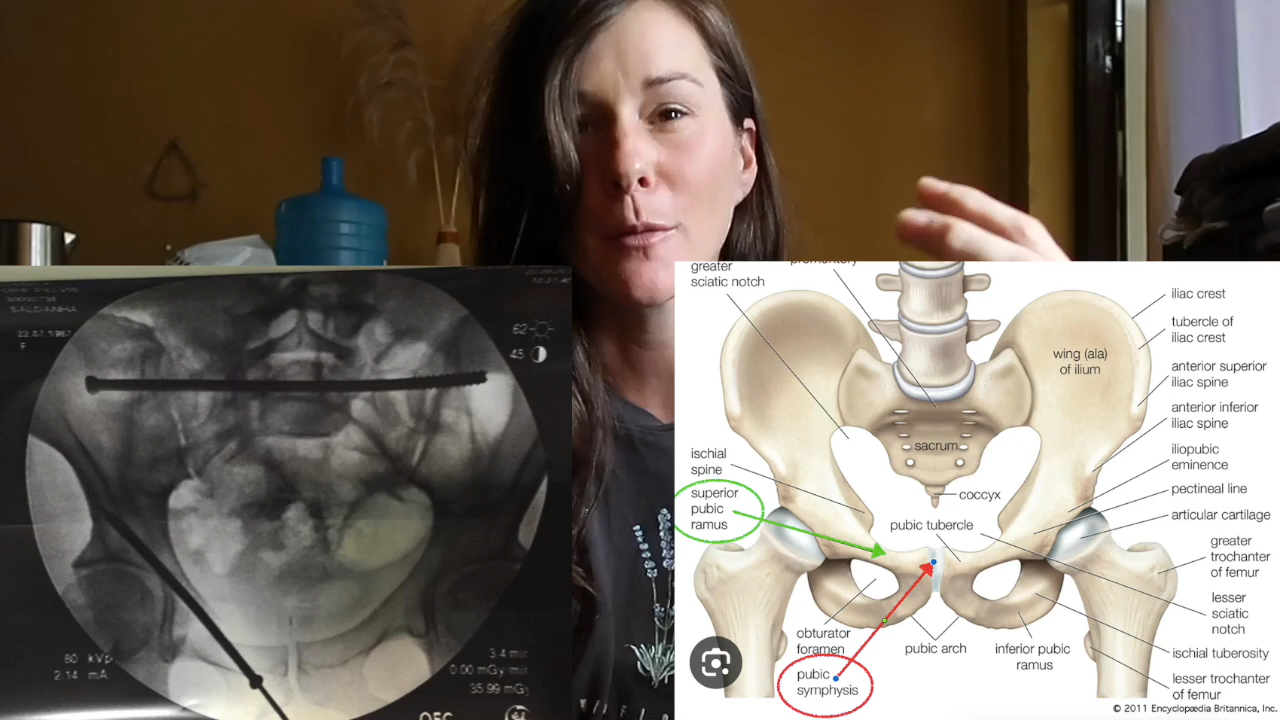 SALDANHA
F
62
45
80 kVp
2.14 mA
3.4 min
0.00 mGy/min
35.99 mGy
greater
sciatic notch
promontory
iliac crest
tubercle of
iliac crest
wing (ala)
of ilium
anterior superior
iliac spine
anterior inferior
iliac spine
sacrum
ischial
spine
iliopubic
eminence
superior
pubic
ramus
coccyx
pectineal line
pubic tubercle
articular cartilage
greater
trochanter
of femur
lesser
sciatic
notch
obturator
foramen
pubic arch
inferior pubic
ramus
ischial tuberosity
pubic
symphysis
lesser trochanter
of femur
© 2011 Encyclopædia Britannica, Inc.